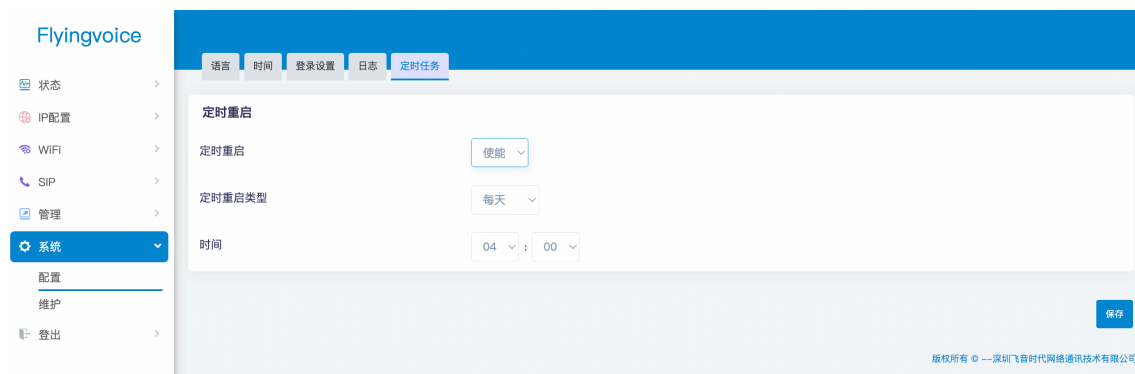 Flyingvoice
语言 时间 登录设置 日志 定时任务
状态
IP配置
WiFi
SIP
管理
系统
配置
维护
登出
定时重启
定时重启 使能
定时重启类型 每天
时间 04 : 00
保存
版权所有 © ––深圳飞音时代网络通讯技术有限公司